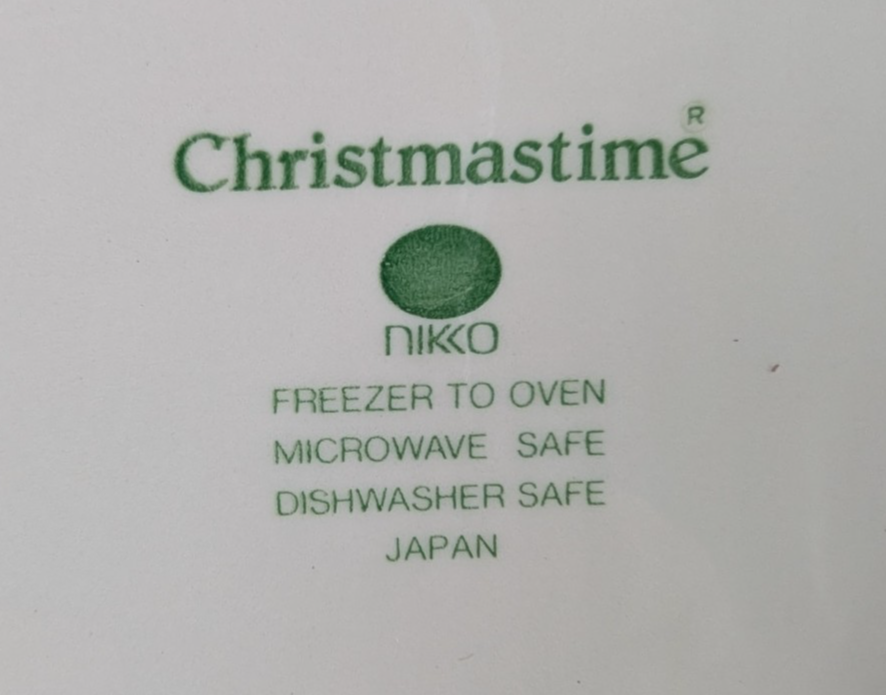 Christmastime®
NIKKO
FREEZER TO OVEN
MICROWAVE SAFE
DISHWASHER SAFE
JAPAN